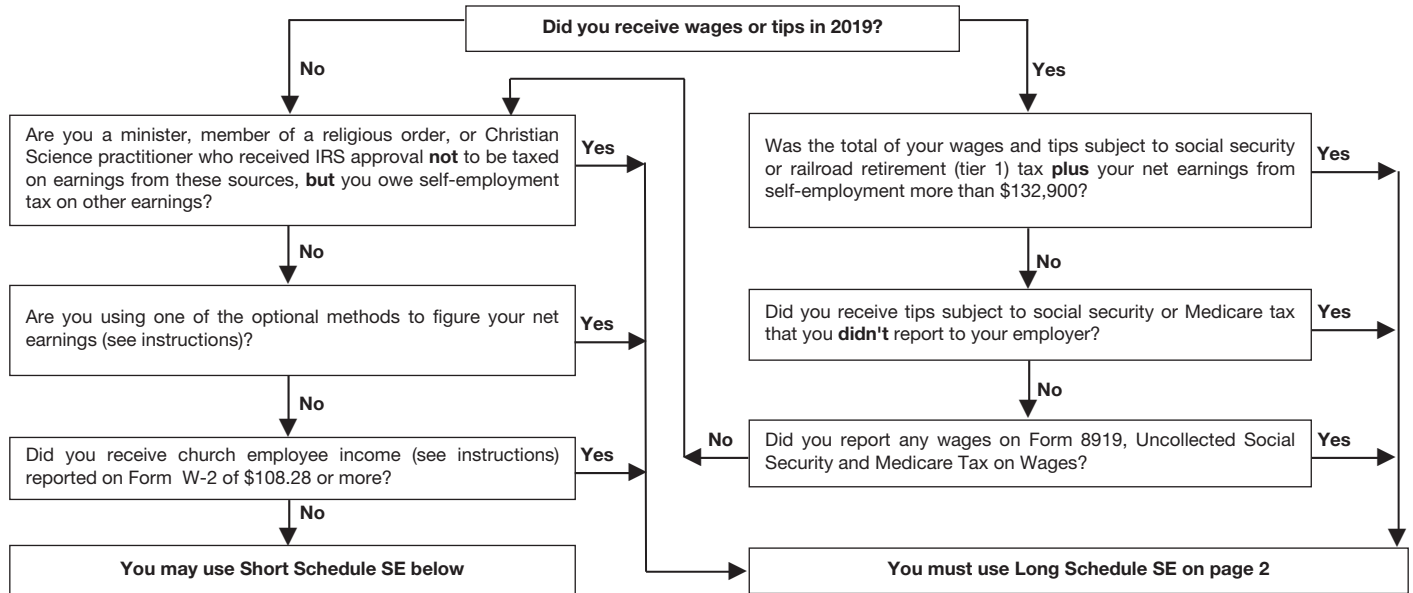 Did you receive wages or tips in 2019?
No
Yes
Are you a minister, member of a religious order, or Christian
Science practitioner who received IRS approval not to be taxed
on earnings from these sources, but you owe self-employment
tax on other earnings?
Yes
Was the total of your wages and tips subject to social security
or railroad retirement (tier 1) tax plus your net earnings from
self-employment more than $132,900?
Yes
No
No
Are you using one of the optional methods to figure your net
earnings (see instructions)?
Yes
Did you receive tips subject to social security or Medicare tax
that you didn't report to your employer?
Yes
No
No
Did you receive church employee income (see instructions)
reported on Form W-2 of $108.28 or more?
Yes
No
Did you report any wages on Form 8919, Uncollected Social
Security and Medicare Tax on Wages?
Yes
No
You may use Short Schedule SE below
You must use Long Schedule SE on page 2